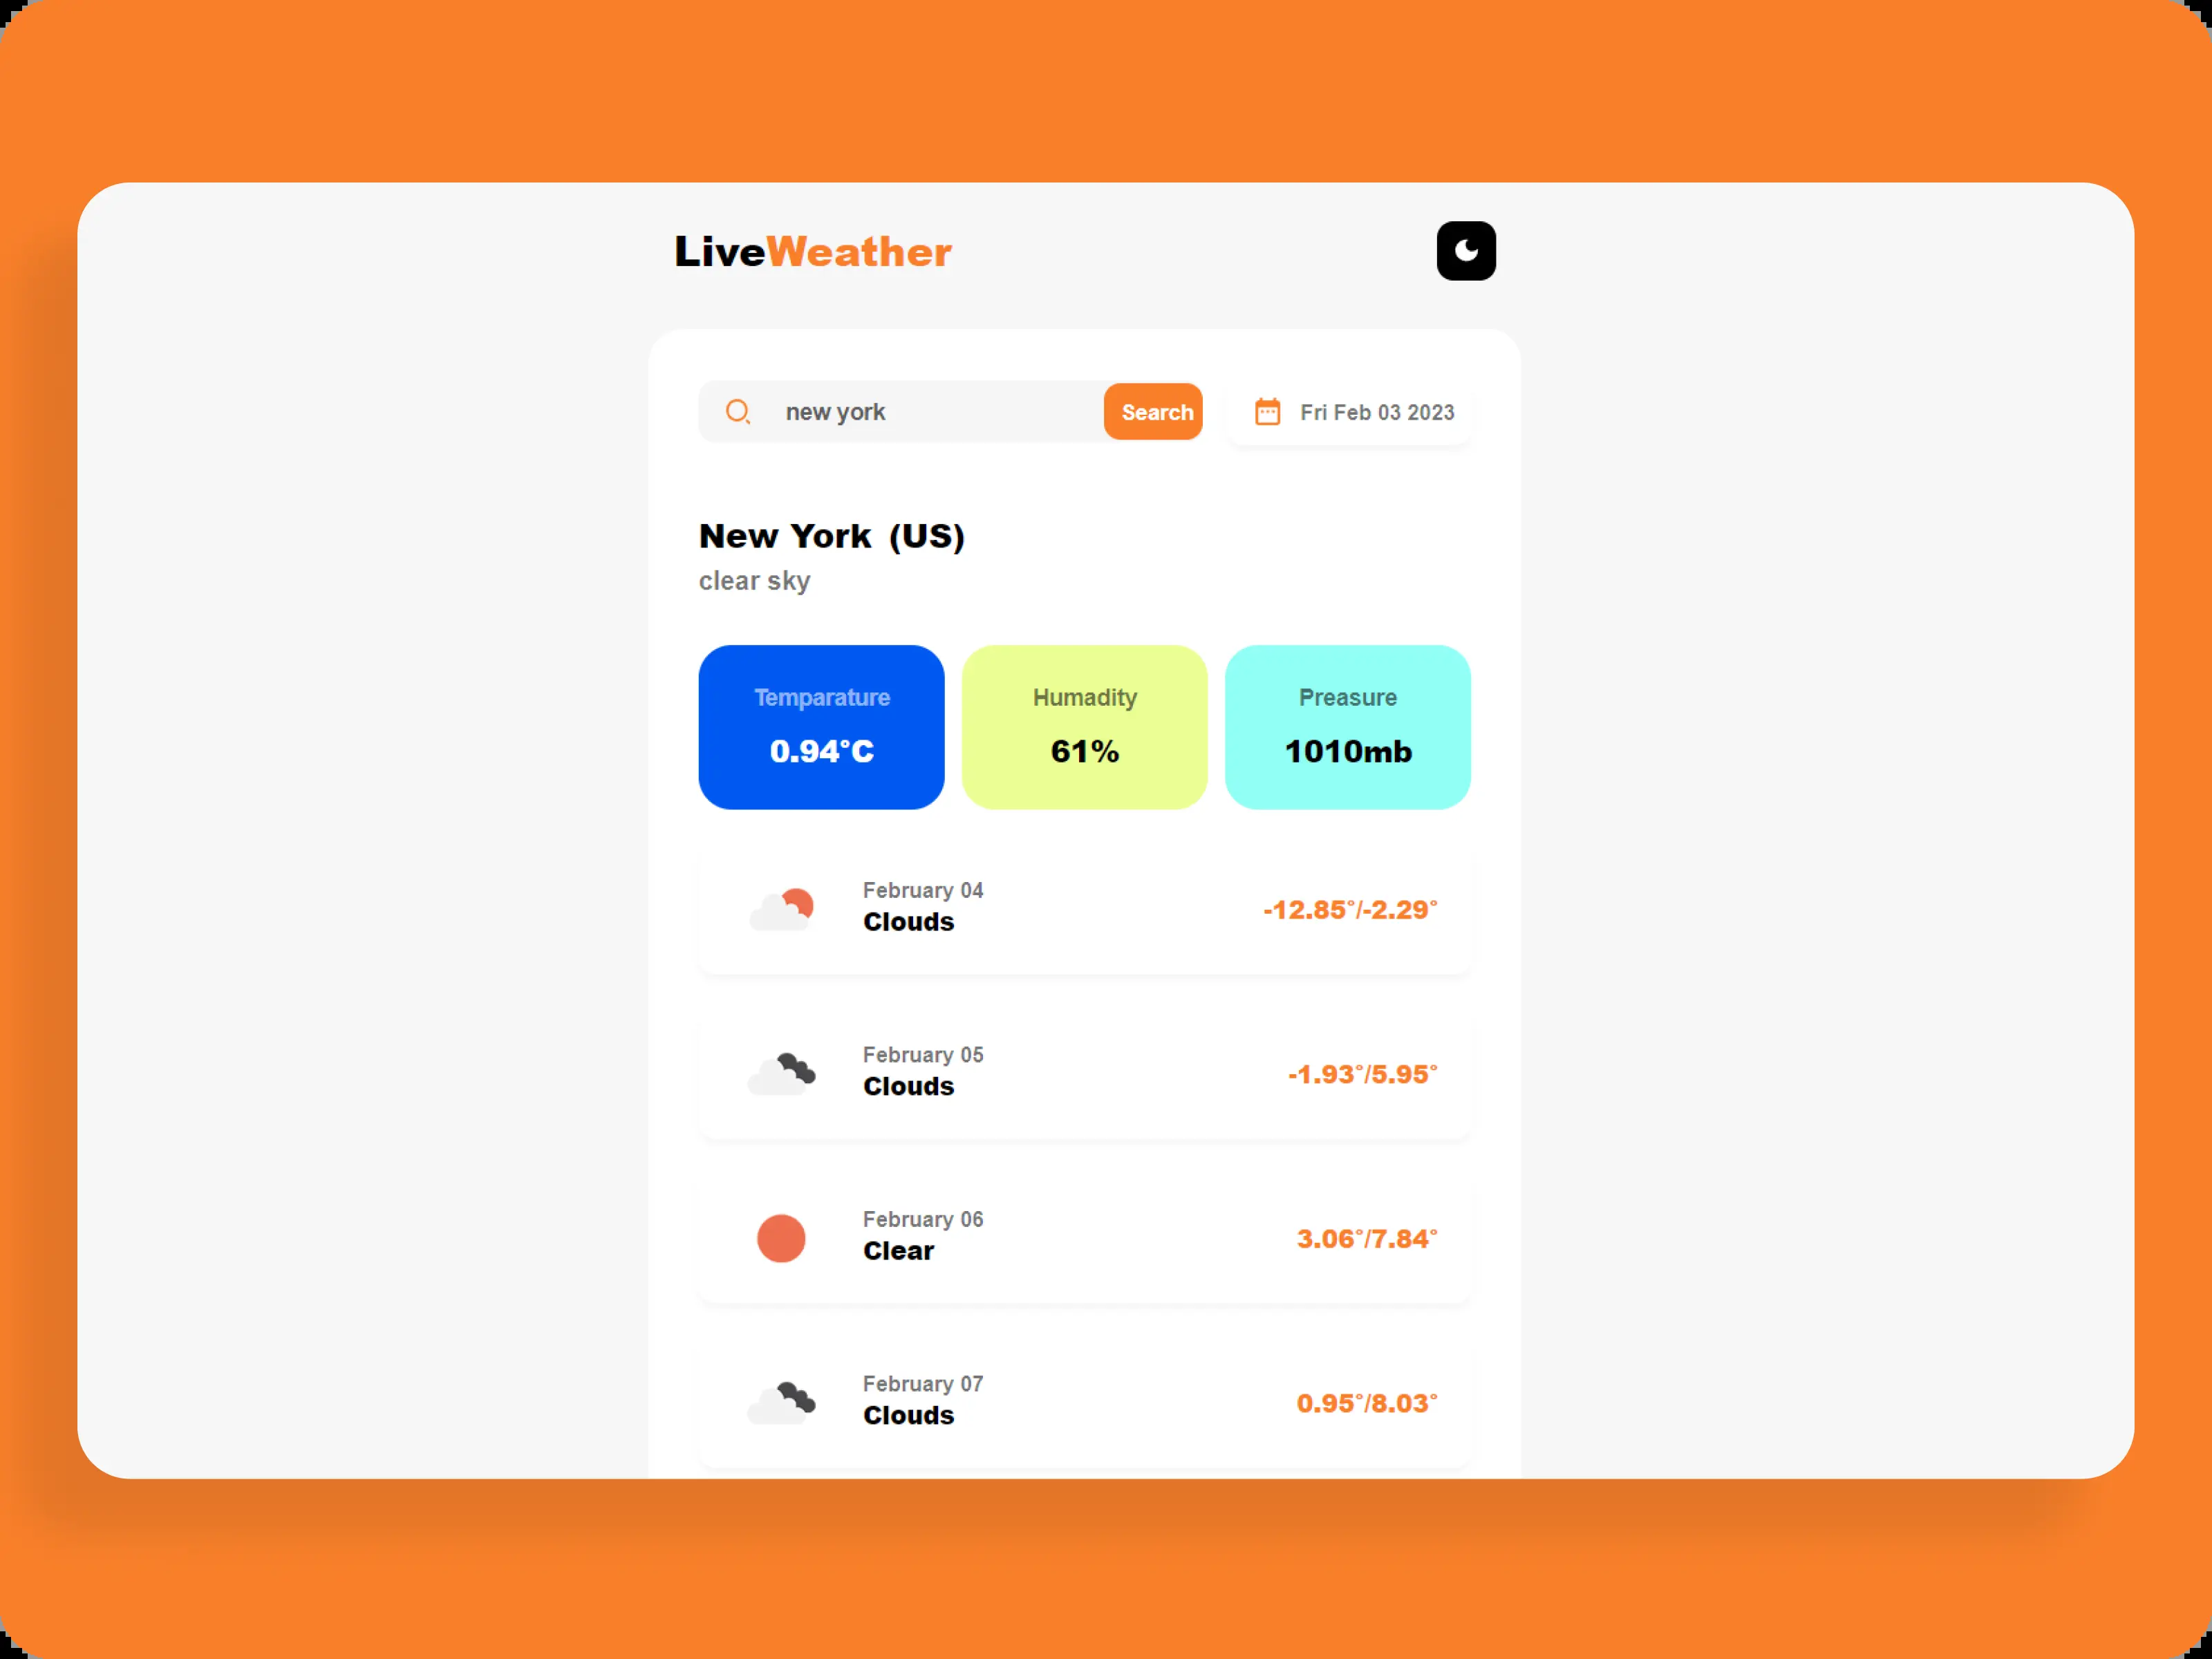 LiveWeather
new york
Search
Fri Feb 03 2023
New York (US)
clear sky
Temparature
Humadity
Preasure
0.94°C
61%
1010mb
February 04
Clouds
-12.85°/-2.29°
February 05
Clouds
-1.93°/5.95°
February 06
Clear
3.06°/7.84°
February 07
Clouds
0.95°/8.03°